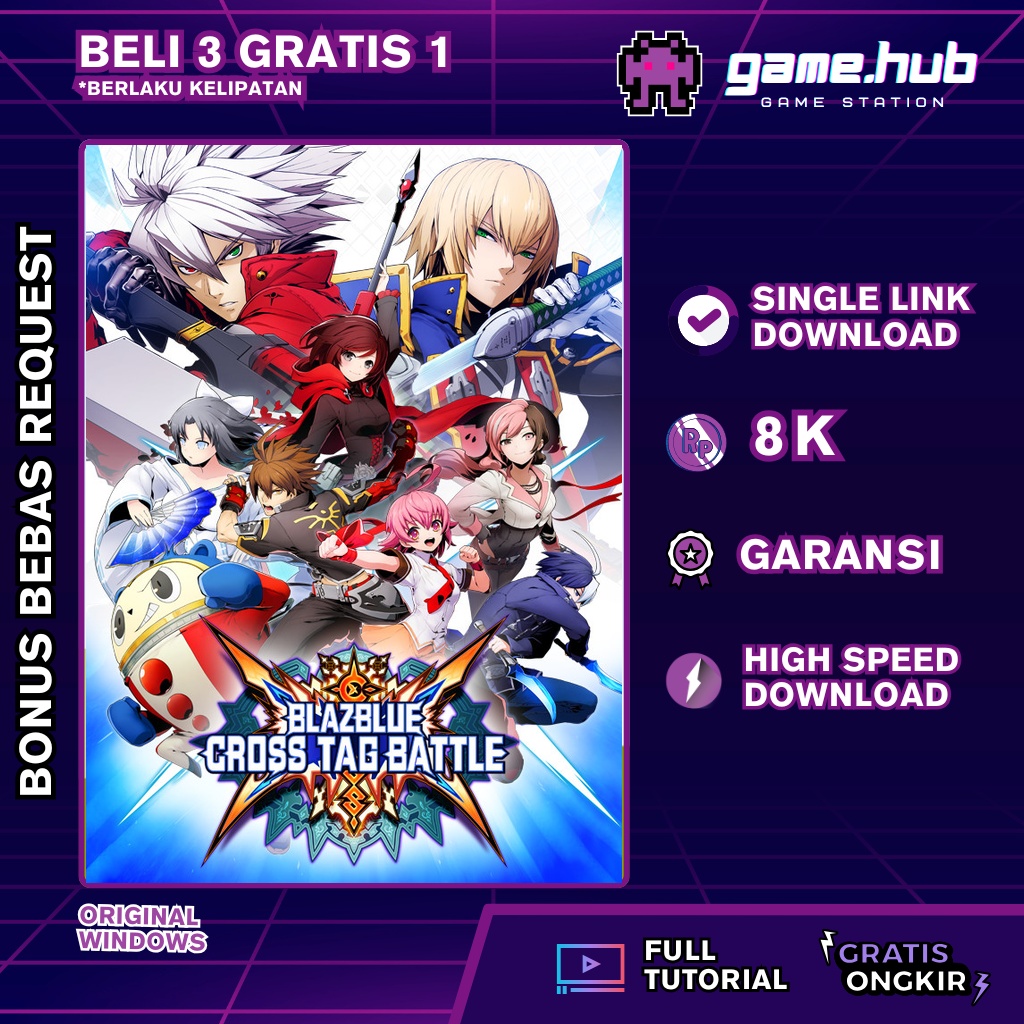 BELI 3 GRATIS 1
*BERLAKU KELIPATAN
game.hub
GAME STATION
BONUS BEBAS REQUEST
SINGLE LINK
DOWNLOAD
RP
8K
GARANSI
HIGH SPEED
DOWNLOAD
BLAZBLUE
CROSS TAG BATTLE
ORIGINAL
WINDOWS
FULL
TUTORIAL
GRATIS
ONGKIR